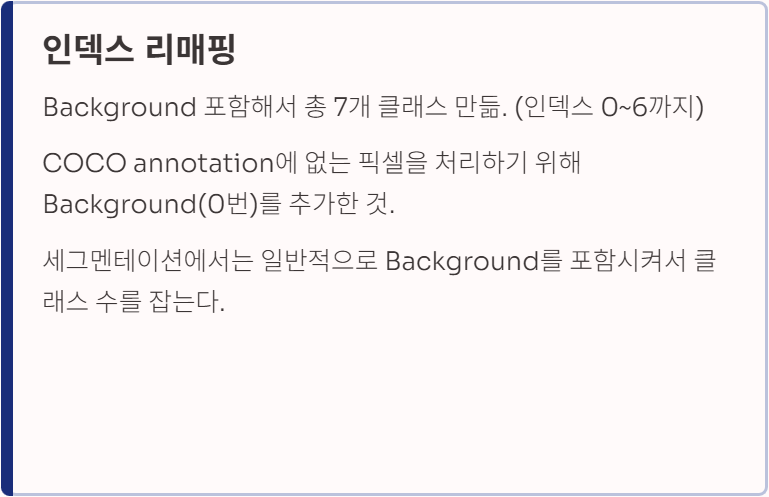 인덱스 리매핑
Background 포함해서 총 7개 클래스 만듦. (인덱스 0~6까지)
COCO annotation에 없는 픽셀을 처리하기 위해
Background(0번)를 추가한 것.
세그멘테이션에서는 일반적으로 Background를 포함시켜서 클
래스 수를 잡는다.